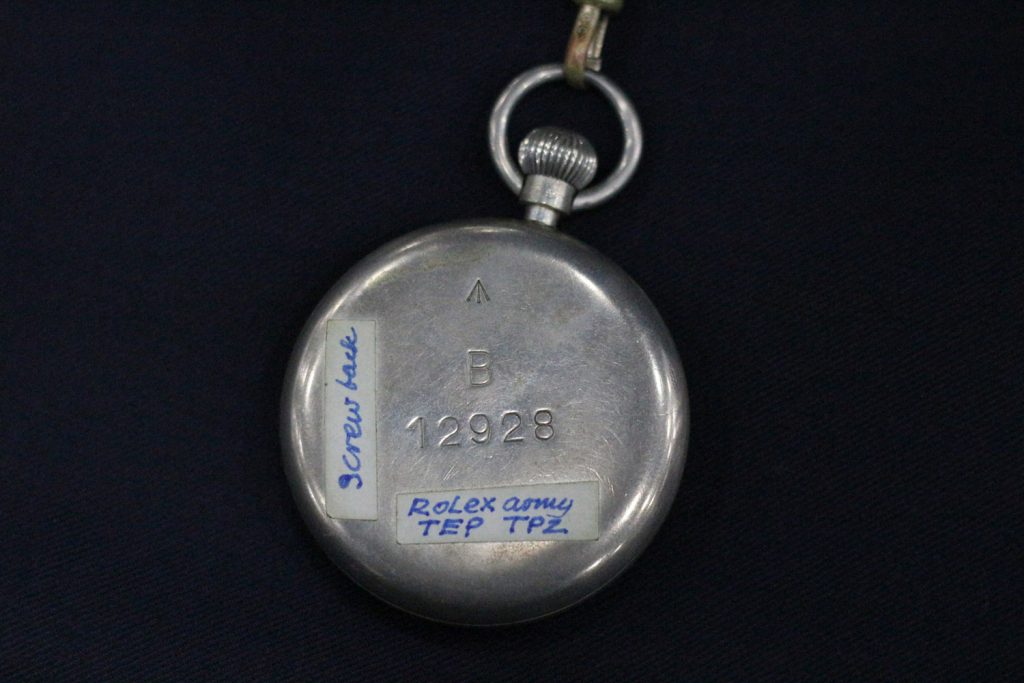 B
12928
screw back
Rolex army
TEP TPZ